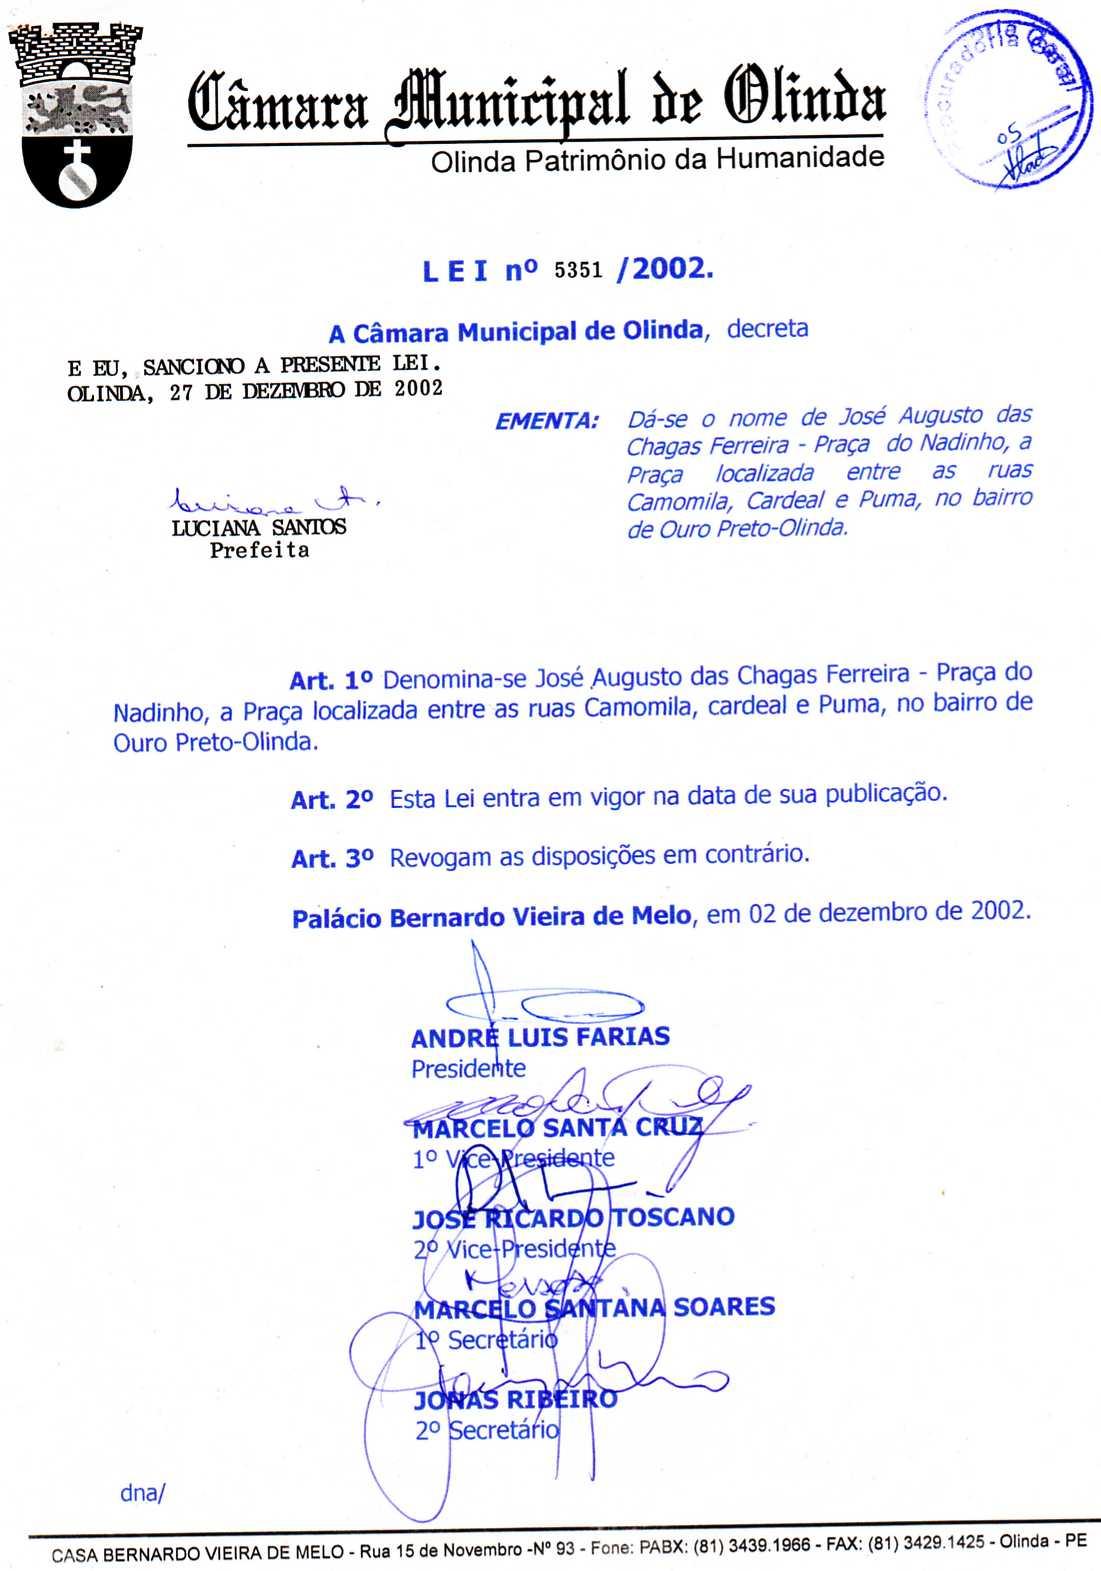 Câmara Municipal de Olinda
Olinda Patrimônio da Humanidade
Procuradoria Geral
05
L E I nº 5351 /2002.
A Câmara Municipal de Olinda, decreta
E EU, SANCIONO A PRESENTE LEI.
OLINDA, 27 DE DEZEMBRO DE 2002
EMENTA: Dá-se o nome de José Augusto das
Chagas Ferreira - Praça do Nadinho, a
Praça localizada entre as ruas
Camomila, Cardeal e Puma, no bairro
de Ouro Preto-Olinda.
LUCIANA SANTOS
Prefeita
Art. 1º Denomina-se José Augusto das Chagas Ferreira - Praça do
Nadinho, a Praça localizada entre as ruas Camomila, cardeal e Puma, no bairro de
Ouro Preto-Olinda.
Art. 2º Esta Lei entra em vigor na data de sua publicação.
Art. 3º Revogam as disposições em contrário.
Palácio Bernardo Vieira de Melo, em 02 de dezembro de 2002.
ANDRÉ LUIS FARIAS
Presidente
MARCELO SANTA CRUZ
1º Vice-Presidente
JOSÉ RICARDO TOSCANO
2º Vice-Presidente
MARCELO SANTANA SOARES
1º Secretário
JONAS RIBEIRO
2º Secretário
dna/
CASA BERNARDO VIEIRA DE MELO - Rua 15 de Novembro -Nº 93 - Fone: PABX: (81) 3439.1966 - FAX: (81) 3429.1425 - Olinda - PE